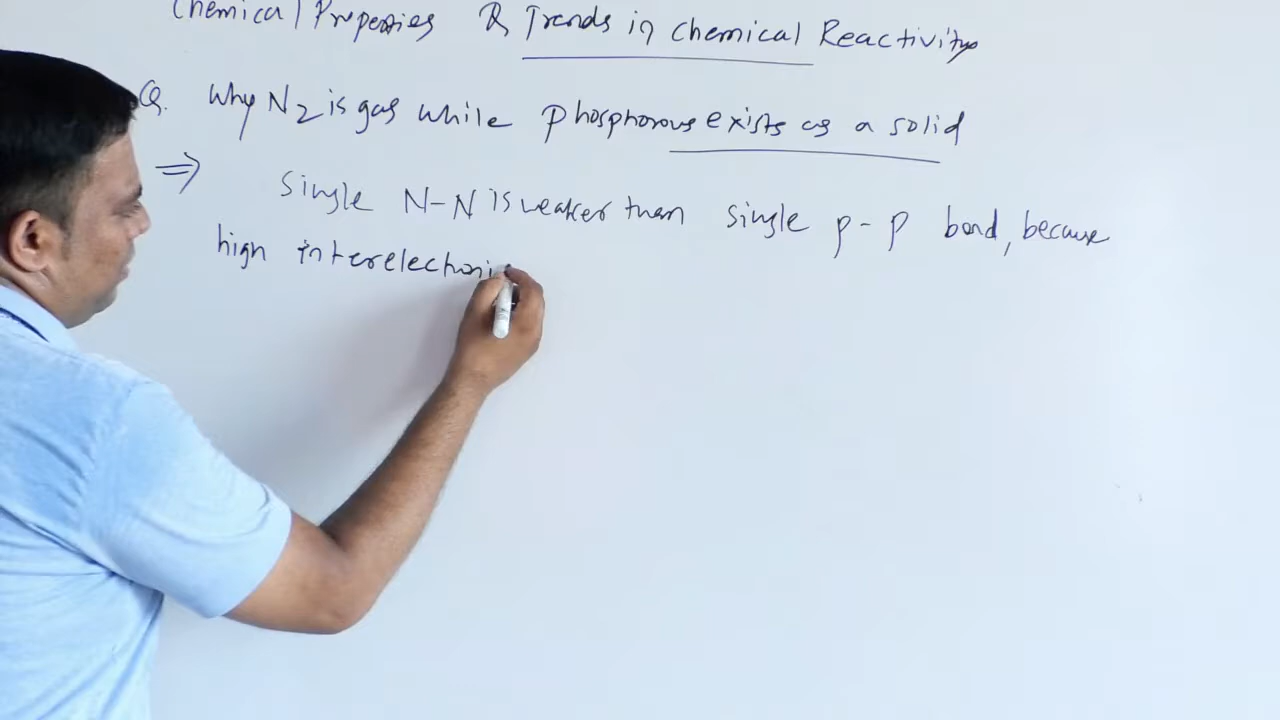 Chemical Properties & Trends in Chemical Reactivity
Q. Why N2 is gas while phosphorous exists as a solid
⇒ Single N-N is weaker than single P-P bond, because
high interelectroni